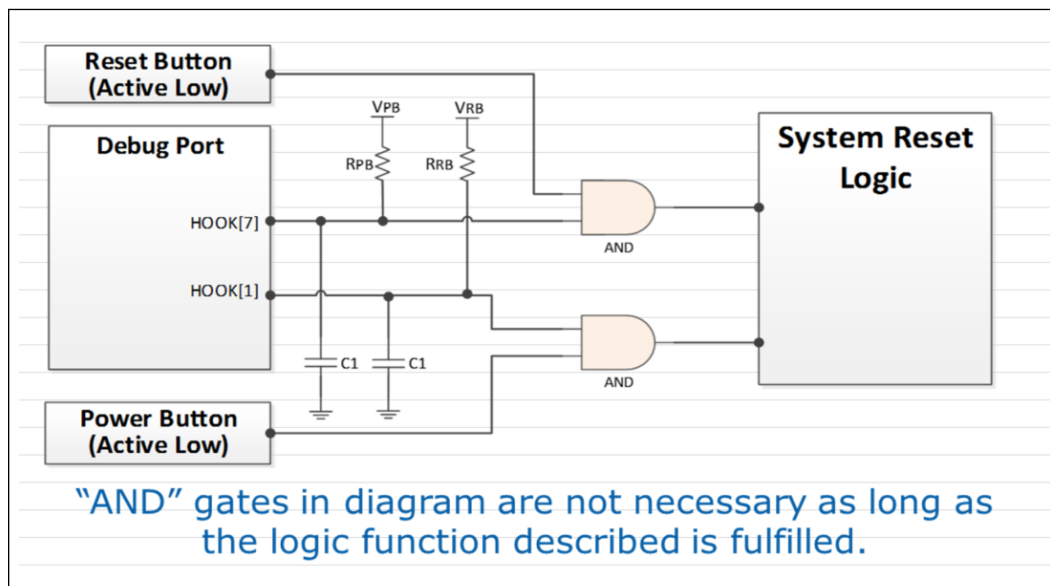 Reset Button
(Active Low)
Debug Port
VPB
VRB
RPB
RRB
System Reset
Logic
HOOK[7]
AND
HOOK[1]
C1
C1
AND
Power Button
(Active Low)
“AND” gates in diagram are not necessary as long as
the logic function described is fulfilled.